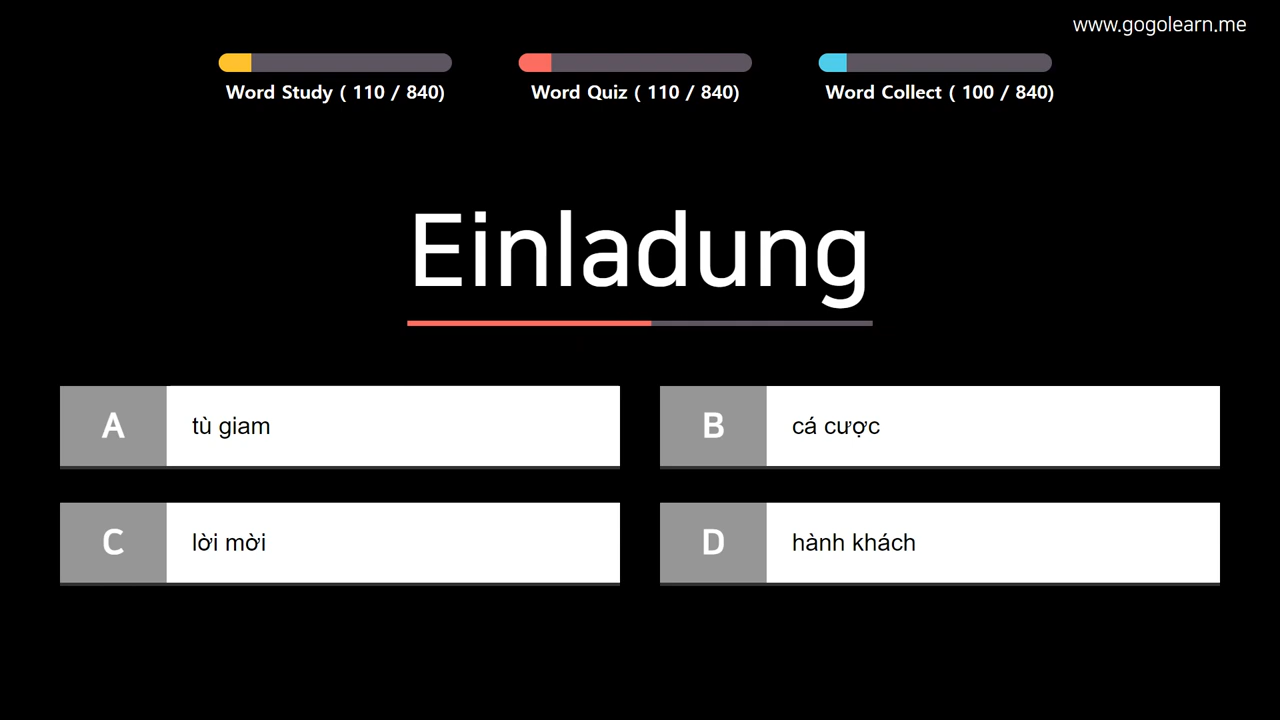 www.gogolearn.me
Word Study ( 110 / 840)
Word Quiz ( 110 / 840)
Word Collect ( 100 / 840)
Einladung
A
tù giam
B
cá cược
C
lời mời
D
hành khách